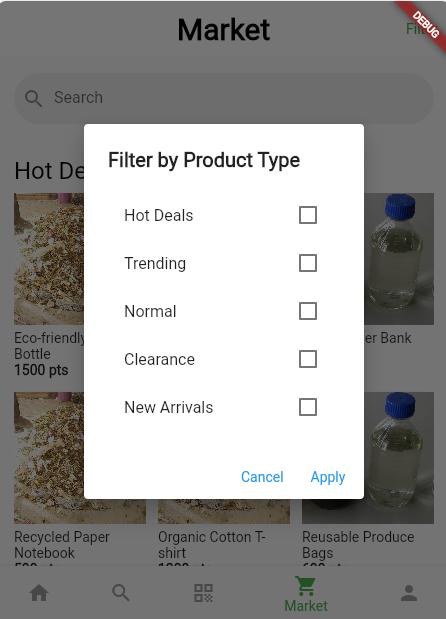 Market
DEBUG
Search
Hot De
Filter by Product Type
Hot Deals
Trending
Normal
Clearance
New Arrivals
Cancel
Apply
Eco-friendly
Bottle
1500 pts
er Bank
Recycled Paper
Notebook
Organic Cotton T-
shirt
Reusable Produce
Bags
Market